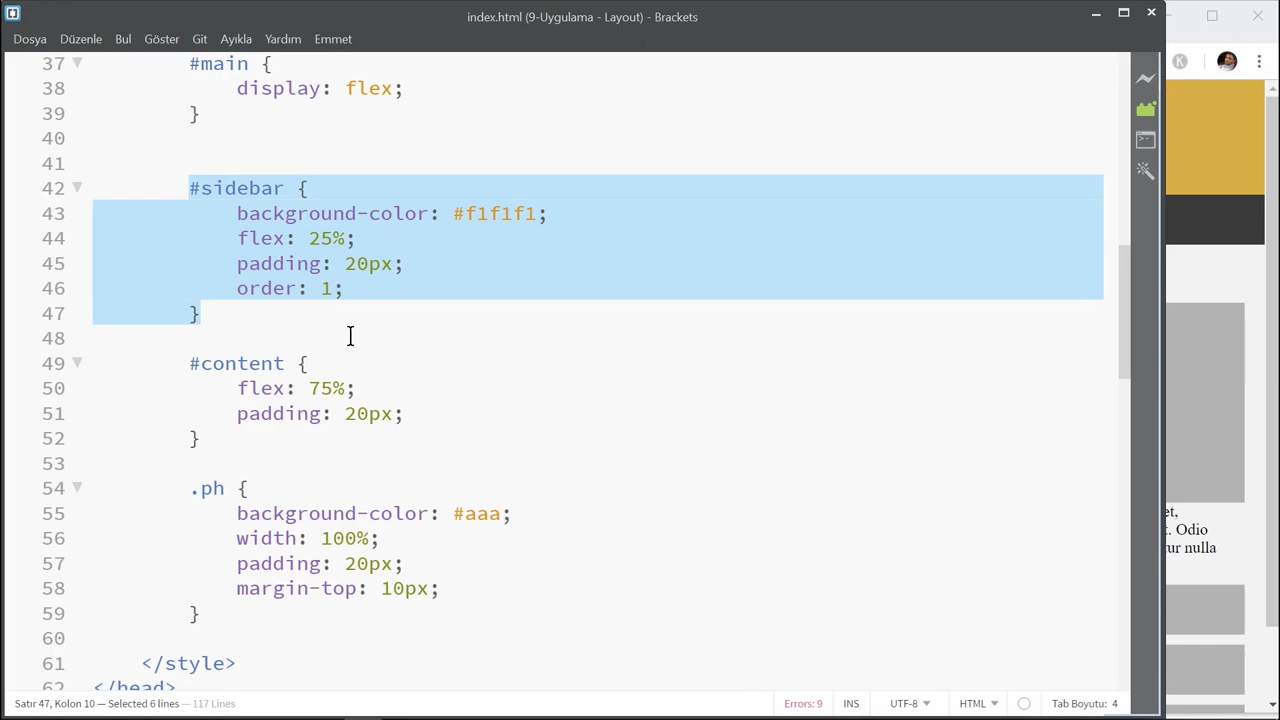 index.html (9-Uygulama - Layout) - Brackets
Dosya Düzenle Bul Göster Git Ayıkla Yardım Emmet
37 #main {
38 display: flex;
39 }
40
41
42 #sidebar {
43 background-color: #f1f1f1;
44 flex: 25%;
45 padding: 20px;
46 order: 1;
47 }
48
49 #content {
50 flex: 75%;
51 padding: 20px;
52 }
53
54 .ph {
55 background-color: #aaa;
56 width: 100%;
57 padding: 20px;
58 margin-top: 10px;
59 }
60
61 </style>
62 </head>
K
et,
t. Odio
tur nulla
Satır 47, Kolon 10 — Selected 6 lines — 117 Lines
Errors: 9 INS UTF-8 HTML Tab Boyutu: 4